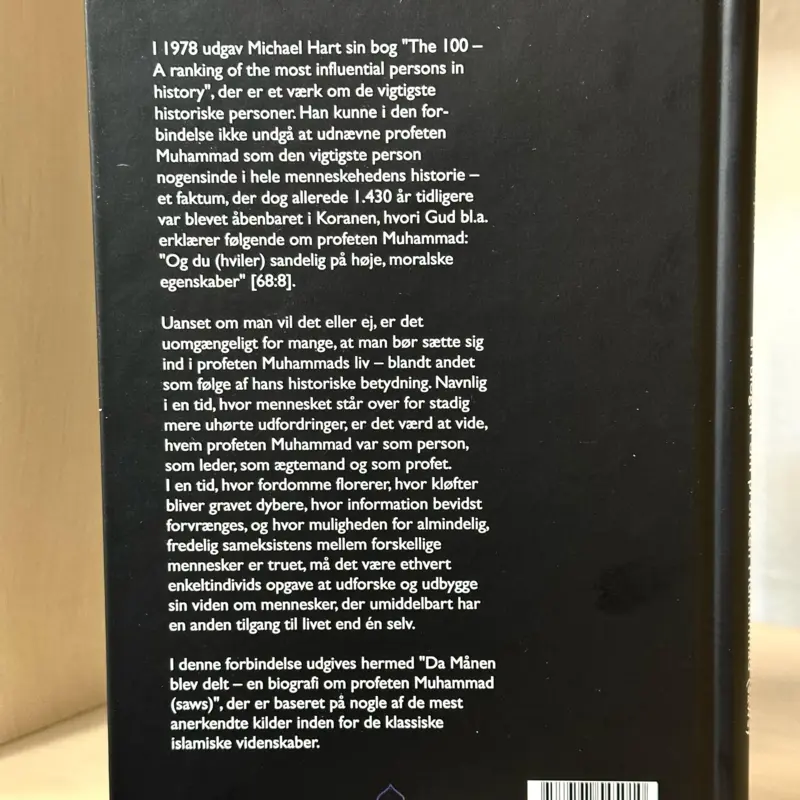 I 1978 udgav Michael Hart sin bog "The 100 –
A ranking of the most influential persons in
history", der er et værk om de vigtigste
historiske personer. Han kunne i den for-
bindelse ikke undgå at udnævne profeten
Muhammad som den vigtigste person
nogensinde i hele menneskehedens historie –
et faktum, der dog allerede 1.430 år tidligere
var blevet åbenbaret i Koranen, hvori Gud bl.a.
erklærer følgende om profeten Muhammad:
"Og du (hviler) sandelig på høje, moralske
egenskaber" [68:8].
Uanset om man vil det eller ej, er det
uomgængeligt for mange, at man bør sætte sig
ind i profeten Muhammads liv – blandt andet
som følge af hans historiske betydning. Navnlig
i en tid, hvor mennesket står over for stadig
mere uhørte udfordringer, er det værd at vide,
hvem profeten Muhammad var som person,
som leder, som ægtemand og som profet.
I en tid, hvor fordomme florerer, hvor kløfter
bliver gravet dybere, hvor information bevidst
forvrænges, og hvor muligheden for almindelig,
fredelig sameksistens mellem forskellige
mennesker er truet, må det være ethvert
enkeltindivids opgave at udforske og udbygge
sin viden om mennesker, der umiddelbart har
en anden tilgang til livet end én selv.
I denne forbindelse udgives hermed "Da Månen
blev delt – en biografi om profeten Muhammad
(saws)", der er baseret på nogle af de mest
anerkendte kilder inden for de klassiske
islamiske videnskaber.